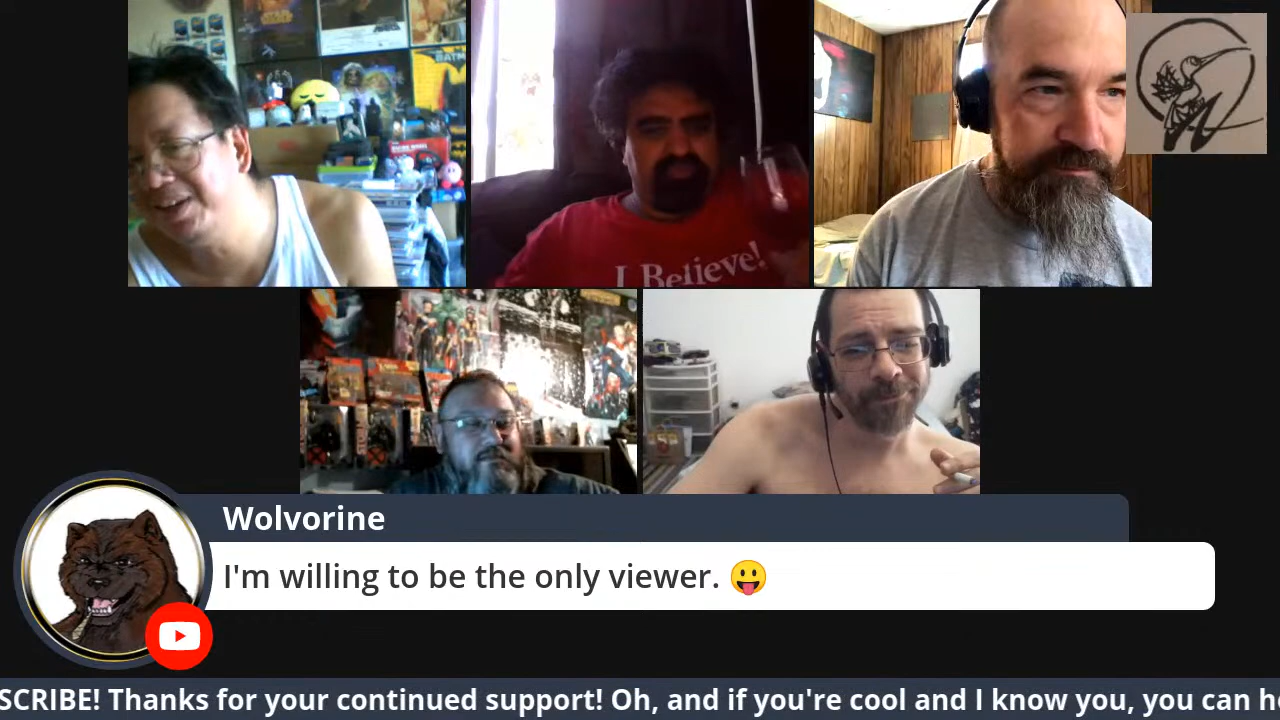 BATM
I Believe!
Wolvorine
I'm willing to be the only viewer. 😛
SCRIBE! Thanks for your continued support! Oh, and if you're cool and I know you, you can h